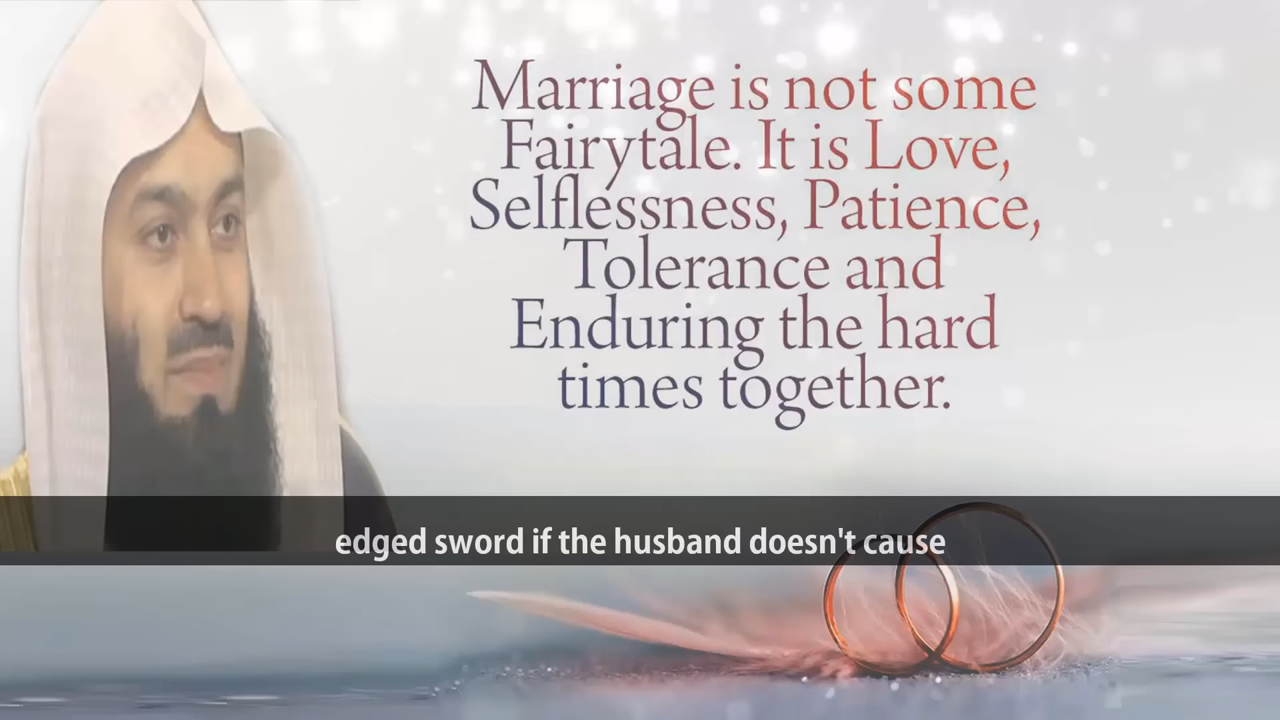 Marriage is not some
Fairytale. It is Love,
Selflessness, Patience,
Tolerance and
Enduring the hard
times together.
edged sword if the husband doesn't cause